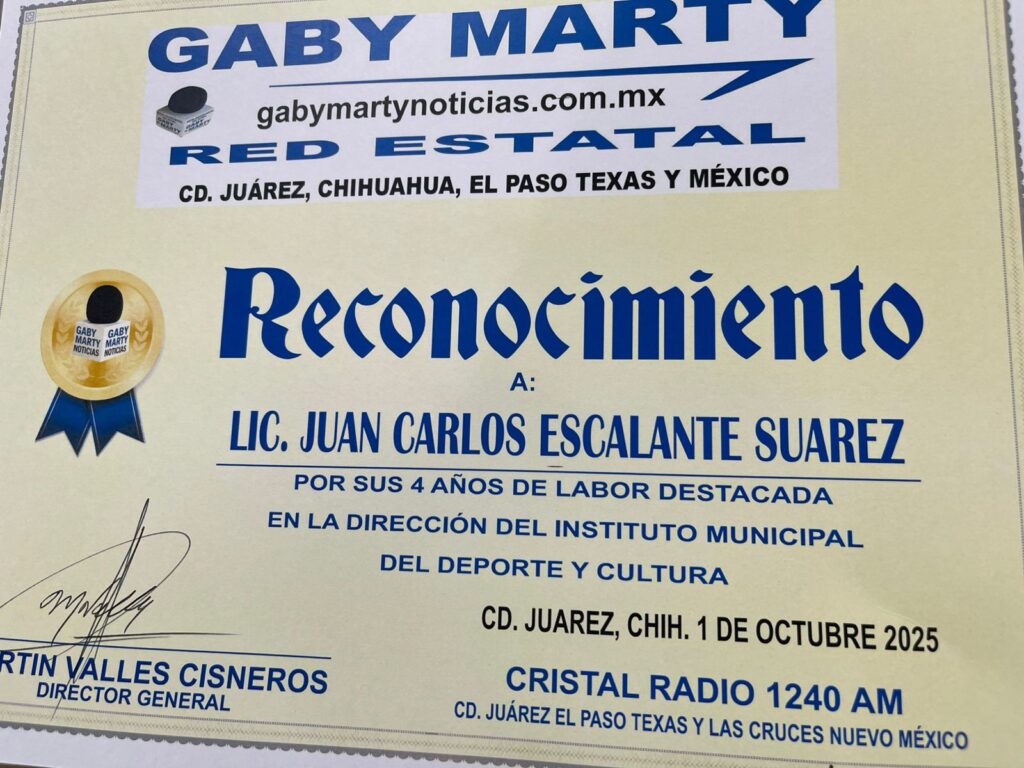 GABY MARTY
gabymartynoticias.com.mx
RED ESTATAL
CD. JUÁREZ, CHIHUAHUA, EL PASO TEXAS Y MÉXICO
Reconocimiento
A:
GABY MARTY NOTICIAS
GABY MARTY NOTICIAS
LIC. JUAN CARLOS ESCALANTE SUAREZ
POR SUS 4 AÑOS DE LABOR DESTACADA
EN LA DIRECCIÓN DEL INSTITUTO MUNICIPAL
DEL DEPORTE Y CULTURA
CD. JUAREZ, CHIH. 1 DE OCTUBRE 2025
RTIN VALLES CISNEROS
DIRECTOR GENERAL
CRISTAL RADIO 1240 AM
CD. JUÁREZ EL PASO TEXAS Y LAS CRUCES NUEVO MÉXICO